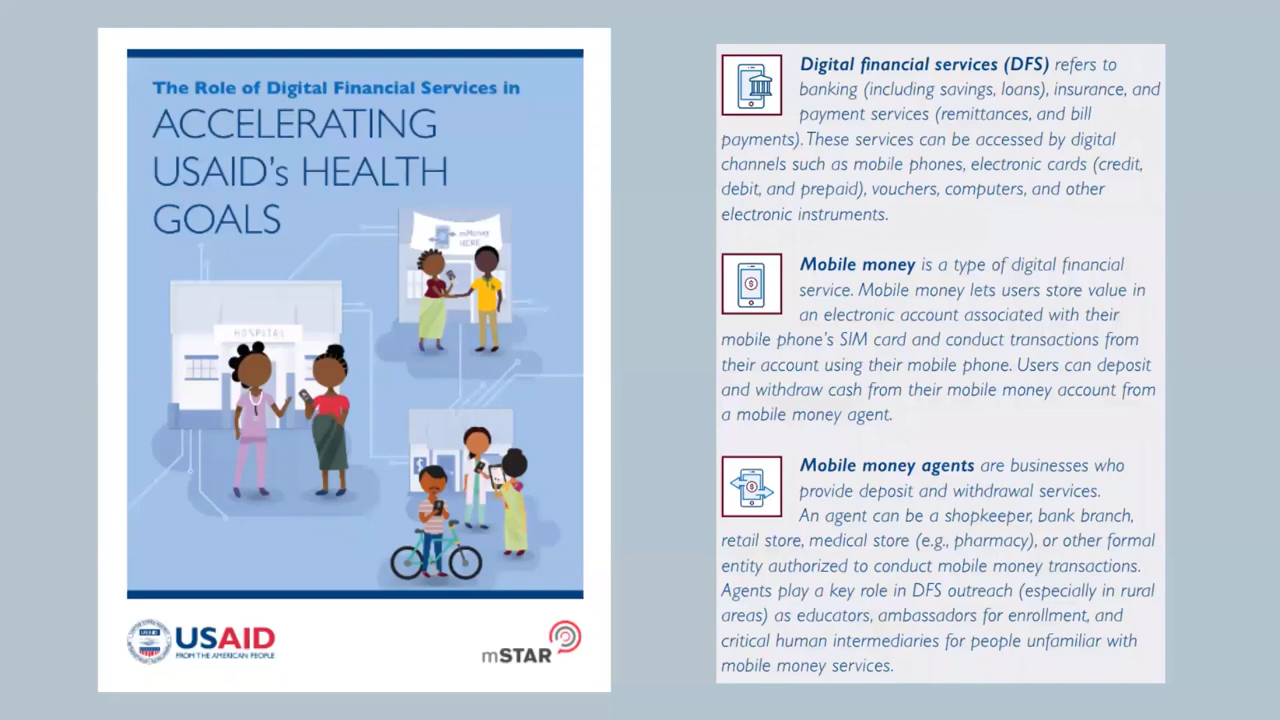 The Role of Digital Financial Services in
ACCELERATING
USAID's HEALTH
GOALS
mMoney
HERE
HOSPITAL
USAID
USAID
FROM THE AMERICAN PEOPLE
mSTAR
Digital financial services (DFS) refers to
banking (including savings, loans), insurance, and
payment services (remittances, and bill
payments). These services can be accessed by digital
channels such as mobile phones, electronic cards (credit,
debit, and prepaid), vouchers, computers, and other
electronic instruments.
Mobile money is a type of digital financial
service. Mobile money lets users store value in
an electronic account associated with their
mobile phone's SIM card and conduct transactions from
their account using their mobile phone. Users can deposit
and withdraw cash from their mobile money account from
a mobile money agent.
Mobile money agents are businesses who
provide deposit and withdrawal services.
An agent can be a shopkeeper, bank branch,
retail store, medical store (e.g., pharmacy), or other formal
entity authorized to conduct mobile money transactions.
Agents play a key role in DFS outreach (especially in rural
areas) as educators, ambassadors for enrollment, and
critical human intermediaries for people unfamiliar with
mobile money services.